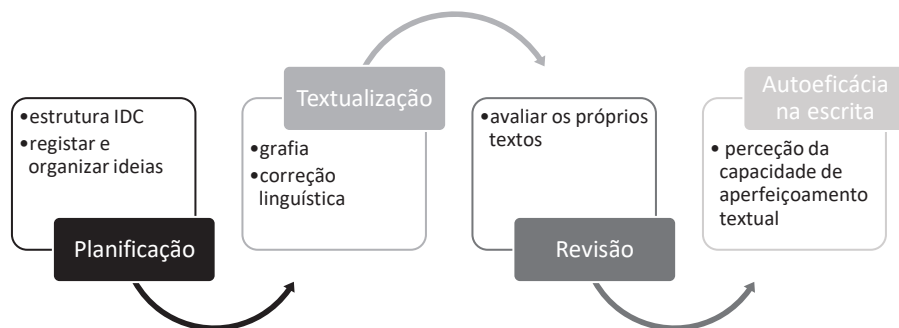 •estrutura IDC
•registar e
organizar ideias
Planificação
Textualização
•grafia
•correção
linguística
•avaliar os próprios
textos
Revisão
Autoeficácia
na escrita
• perceção da
capacidade de
aperfeiçoamento
textual